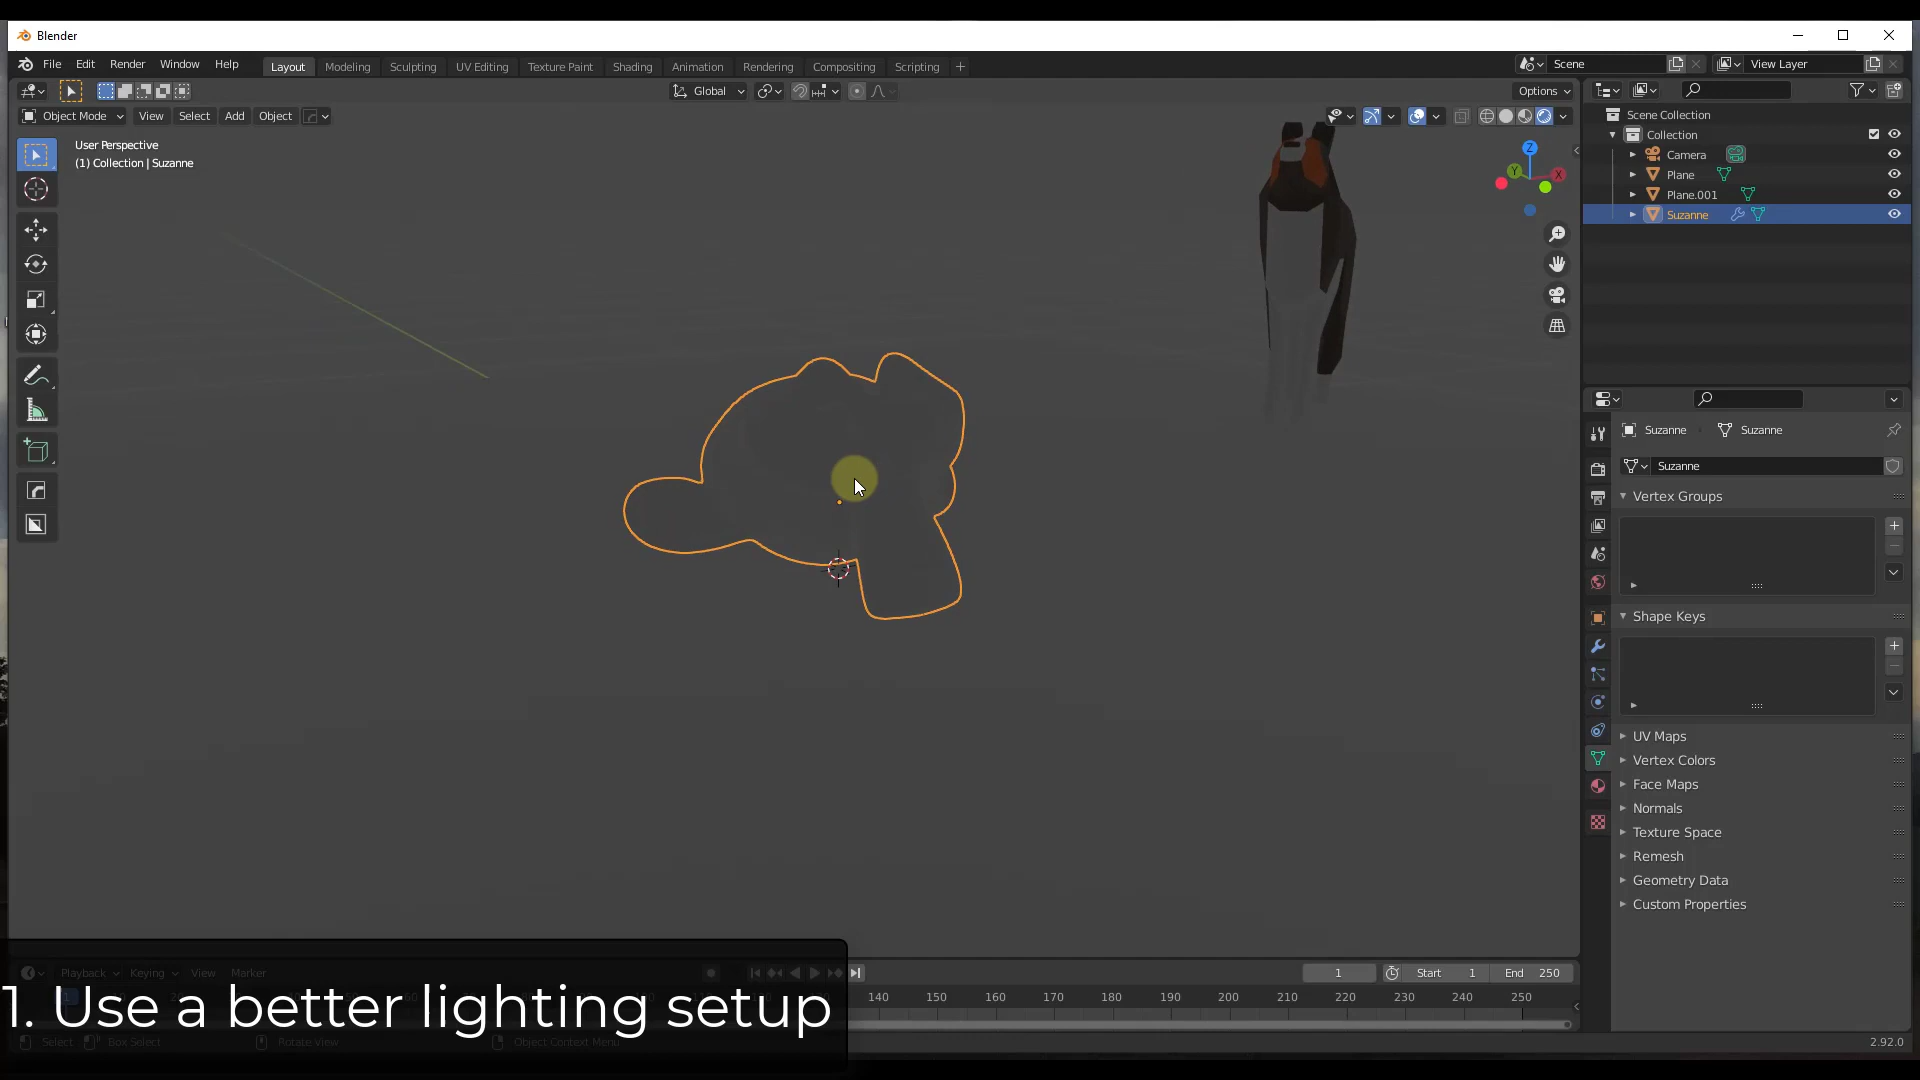 Blender
File Edit Render Window Help
Layout Modeling Sculpting UV Editing Texture Paint Shading Animation Rendering Compositing Scripting +
Scene
View Layer
Global
Options
Object Mode View Select Add Object
User Perspective
(1) Collection | Suzanne
Z
Y
X
Scene Collection
Collection
Camera
Plane
Plane.001
Suzanne
Suzanne Suzanne
Suzanne
Vertex Groups
Shape Keys
UV Maps
Vertex Colors
Face Maps
Normals
Texture Space
Remesh
Geometry Data
Custom Properties
Playback Keying View Marker
1 Start 1 End 250
140 150 160 170 180 190 200 210 220 230 240 250
1. Use a better lighting setup
Select Box Select Rotate View Object Context Menu
2.92.0